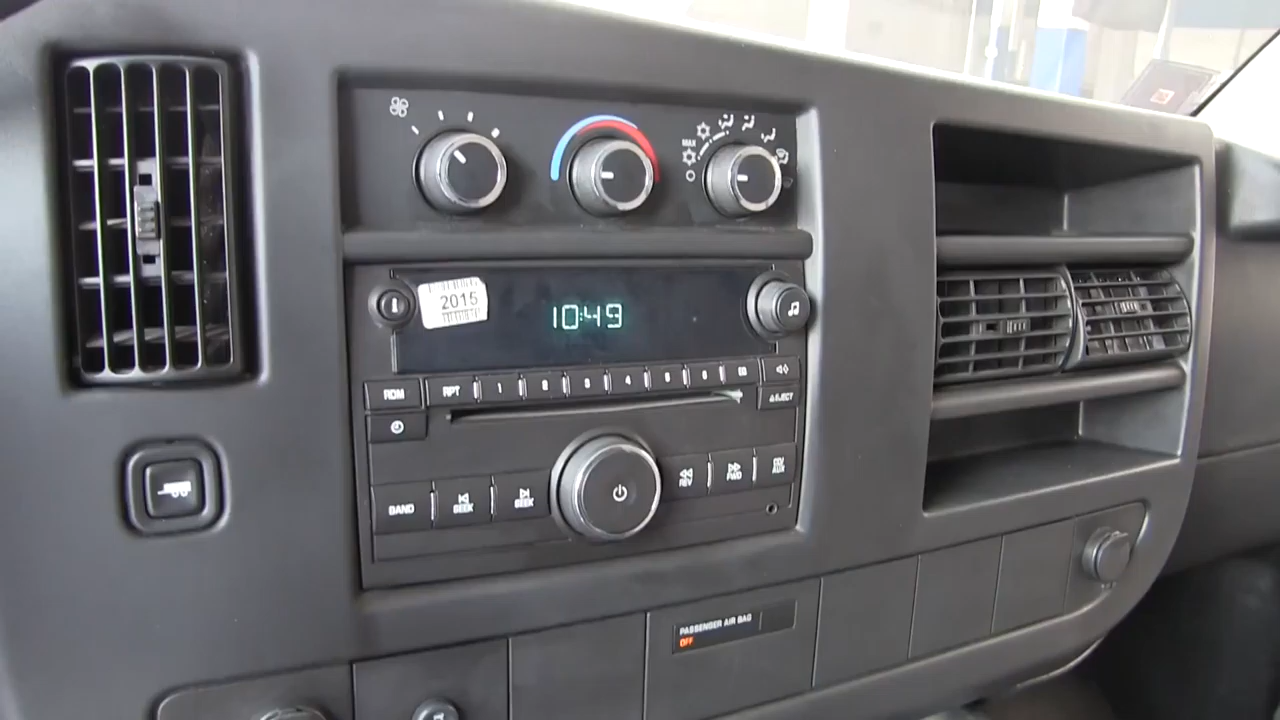 MAX
2015
10:49
RDM
RPT 1 2 3 4 5 6
EJECT
BAND
SEEK
SEEK
REV
FWD
CD/
AUX
PASSENGER AIR BAG
OFF